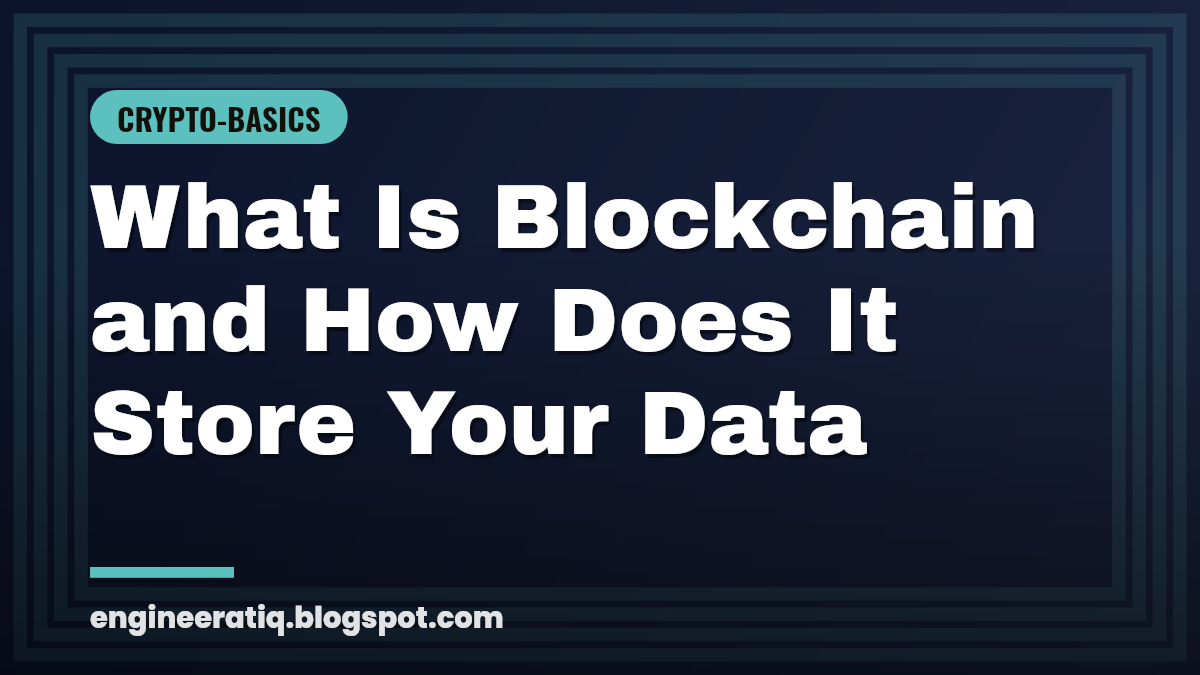 CRYPTO-BASICS
What Is Blockchain
and How Does It
Store Your Data
engineeratiq.blogspot.com